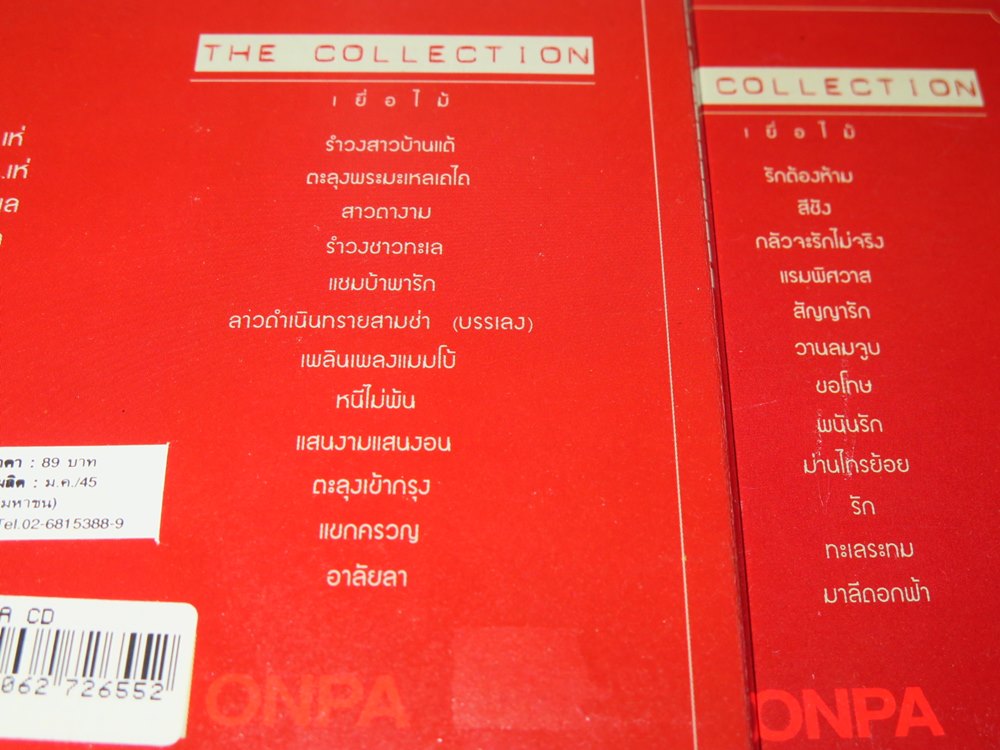 THE COLLECTION
เยื่อไม้
รำวงสาวบ้านแต้
ตะลุงพระมะเหลเถไถ
สาวตางาม
รำวงชาวทะเล
แซมบ้าพารัก
ลาวดำเนินทรายสามช่า (บรรเลง)
เพลินเพลงแมมโบ้
หนีไม่พ้น
แสนงามแสนงอน
ตะลุงเข้ากรุง
แขกครวญ
อาลัยลา
ONPA
COLLECTION
เยื่อไม้
รักต้องห้าม
สีชัง
กลัวจะรักไม่จริง
แรมพิศวาส
สัญญารัก
วานลมจูบ
ขอโทษ
พนันรัก
ม่านไทรย้อย
รัก
ทะเลระทม
มาลีดอกฟ้า
ONPA
เห่
เห่
: 89 บาท
: ม.ค./45
มหาชน)
Tel.02-6815388-9
A CD
062 726552